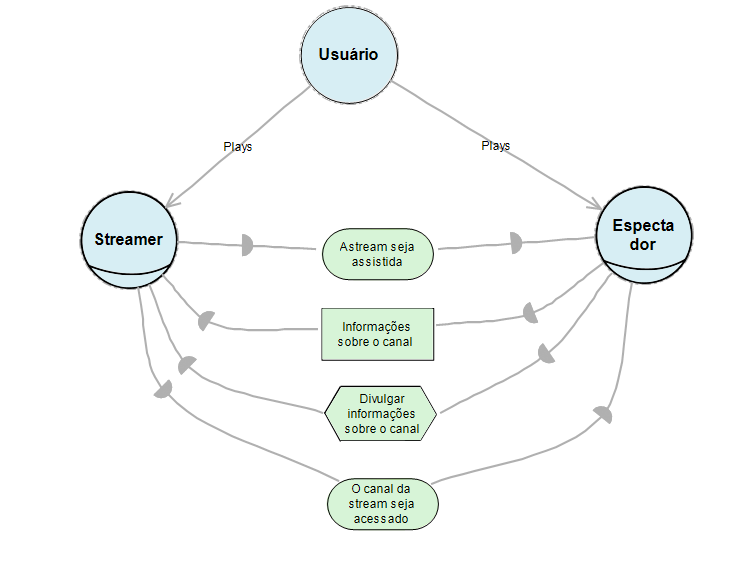 Usuário
Plays
Plays
Streamer
Especta
dor
A stream seja
assistida
Informações
sobre o canal
Divulgar
informações
sobre o canal
O canal da
stream seja
acessado